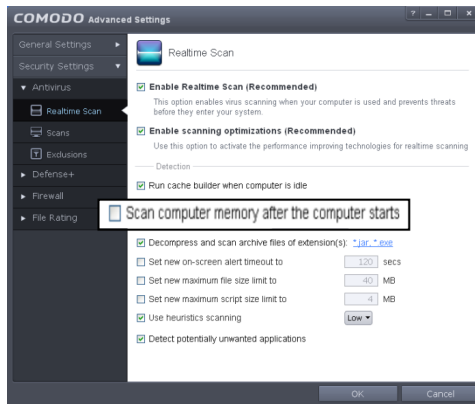 COMODO Advanced Settings
? – □ ×
General Settings
Security Settings
Antivirus
Realtime Scan
Scans
Exclusions
Defense+
Firewall
File Rating
Realtime Scan
Enable Realtime Scan (Recommended)
This option enables virus scanning when your computer is used and prevents threats
before they enter your system.
Enable scanning optimizations (Recommended)
Use this option to activate the performance improving technologies for realtime scanning
Detection
Run cache builder when computer is idle
Scan computer memory after the computer starts
Decompress and scan archive files of extension(s): *.jar, *.exe
Set new on-screen alert timeout to 120 secs
Set new maximum file size limit to 40 MB
Set new maximum script size limit to 4 MB
Use heuristics scanning Low
Detect potentially unwanted applications
OK Cancel